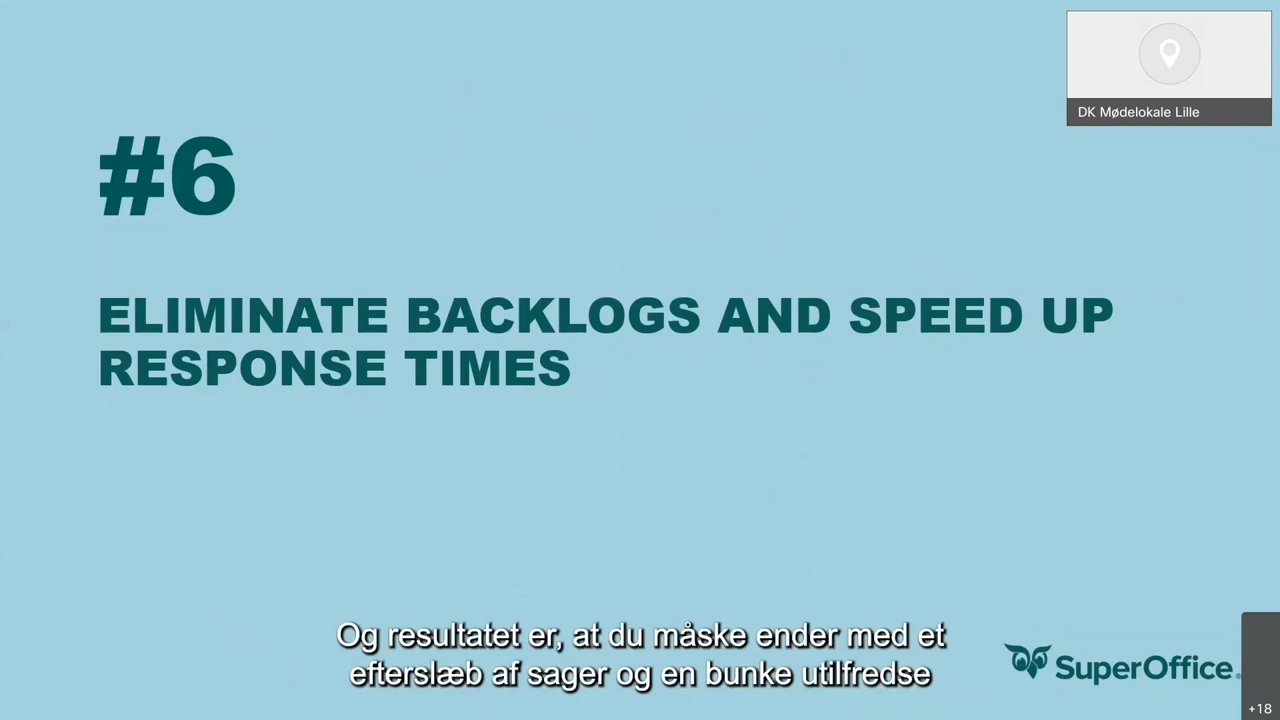 DK Mødelokale Lille
#6
ELIMINATE BACKLOGS AND SPEED UP
RESPONSE TIMES
Og resultatet er, at du måske ender med et
efterslæb af sager og en bunke utilfredse
SuperOffice.
+18